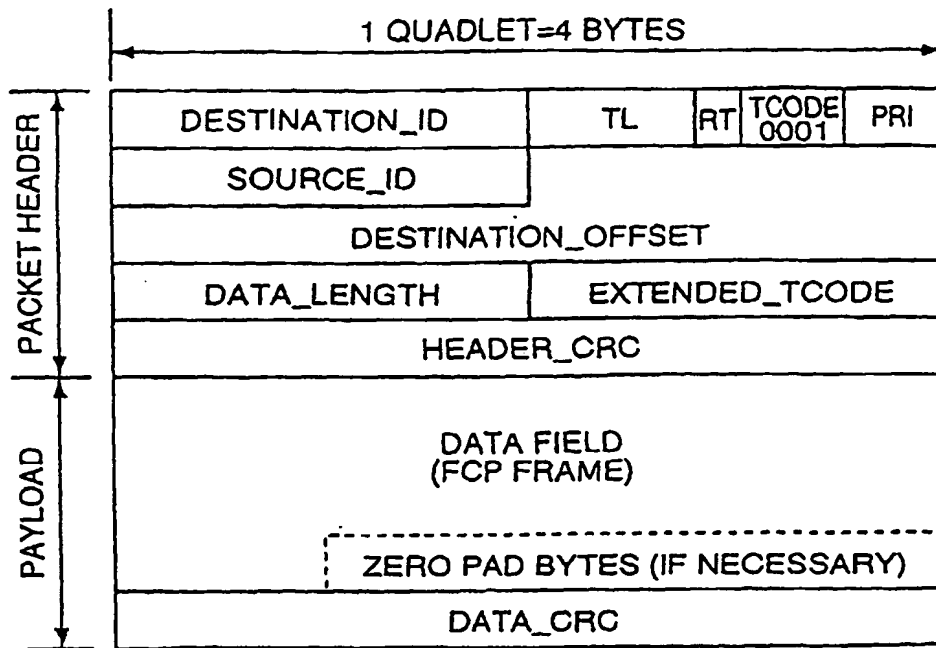 1 QUADLET=4 BYTES
PACKET HEADER
DESTINATION_ID TL RT TCODE PRI
0001
SOURCE_ID
DESTINATION_OFFSET
DATA_LENGTH EXTENDED_TCODE
HEADER_CRC
PAYLOAD
DATA FIELD
(FCP FRAME)
ZERO PAD BYTES (IF NECESSARY)
DATA_CRC